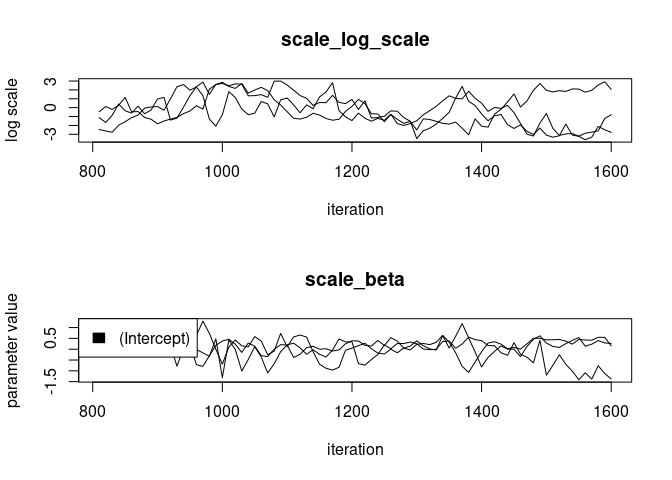 scale_log_scale
log scale
3
0
-3
800 1000 1200 1400 1600
iteration
scale_beta
parameter value
0.5
-1.5
(Intercept)
800 1000 1200 1400 1600
iteration